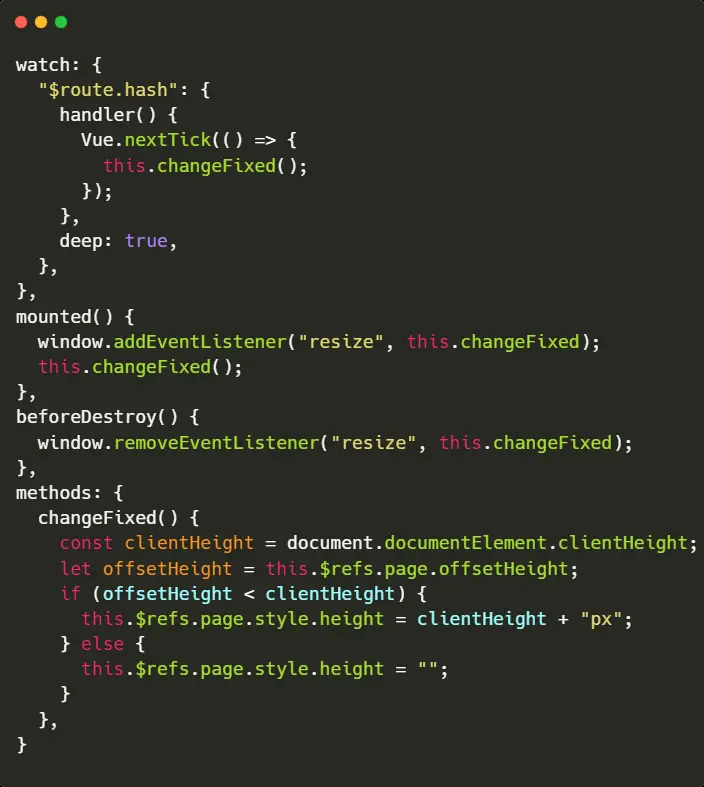 watch: {
  "$route.hash": {
    handler() {
      Vue.nextTick(() => {
        this.changeFixed();
      });
    },
    deep: true,
  },
},
mounted() {
  window.addEventListener("resize", this.changeFixed);
  this.changeFixed();
},
beforeDestroy() {
  window.removeEventListener("resize", this.changeFixed);
},
methods: {
  changeFixed() {
    const clientHeight = document.documentElement.clientHeight;
    let offsetHeight = this.$refs.page.offsetHeight;
    if (offsetHeight < clientHeight) {
      this.$refs.page.style.height = clientHeight + "px";
    } else {
      this.$refs.page.style.height = "";
    }
  },
}